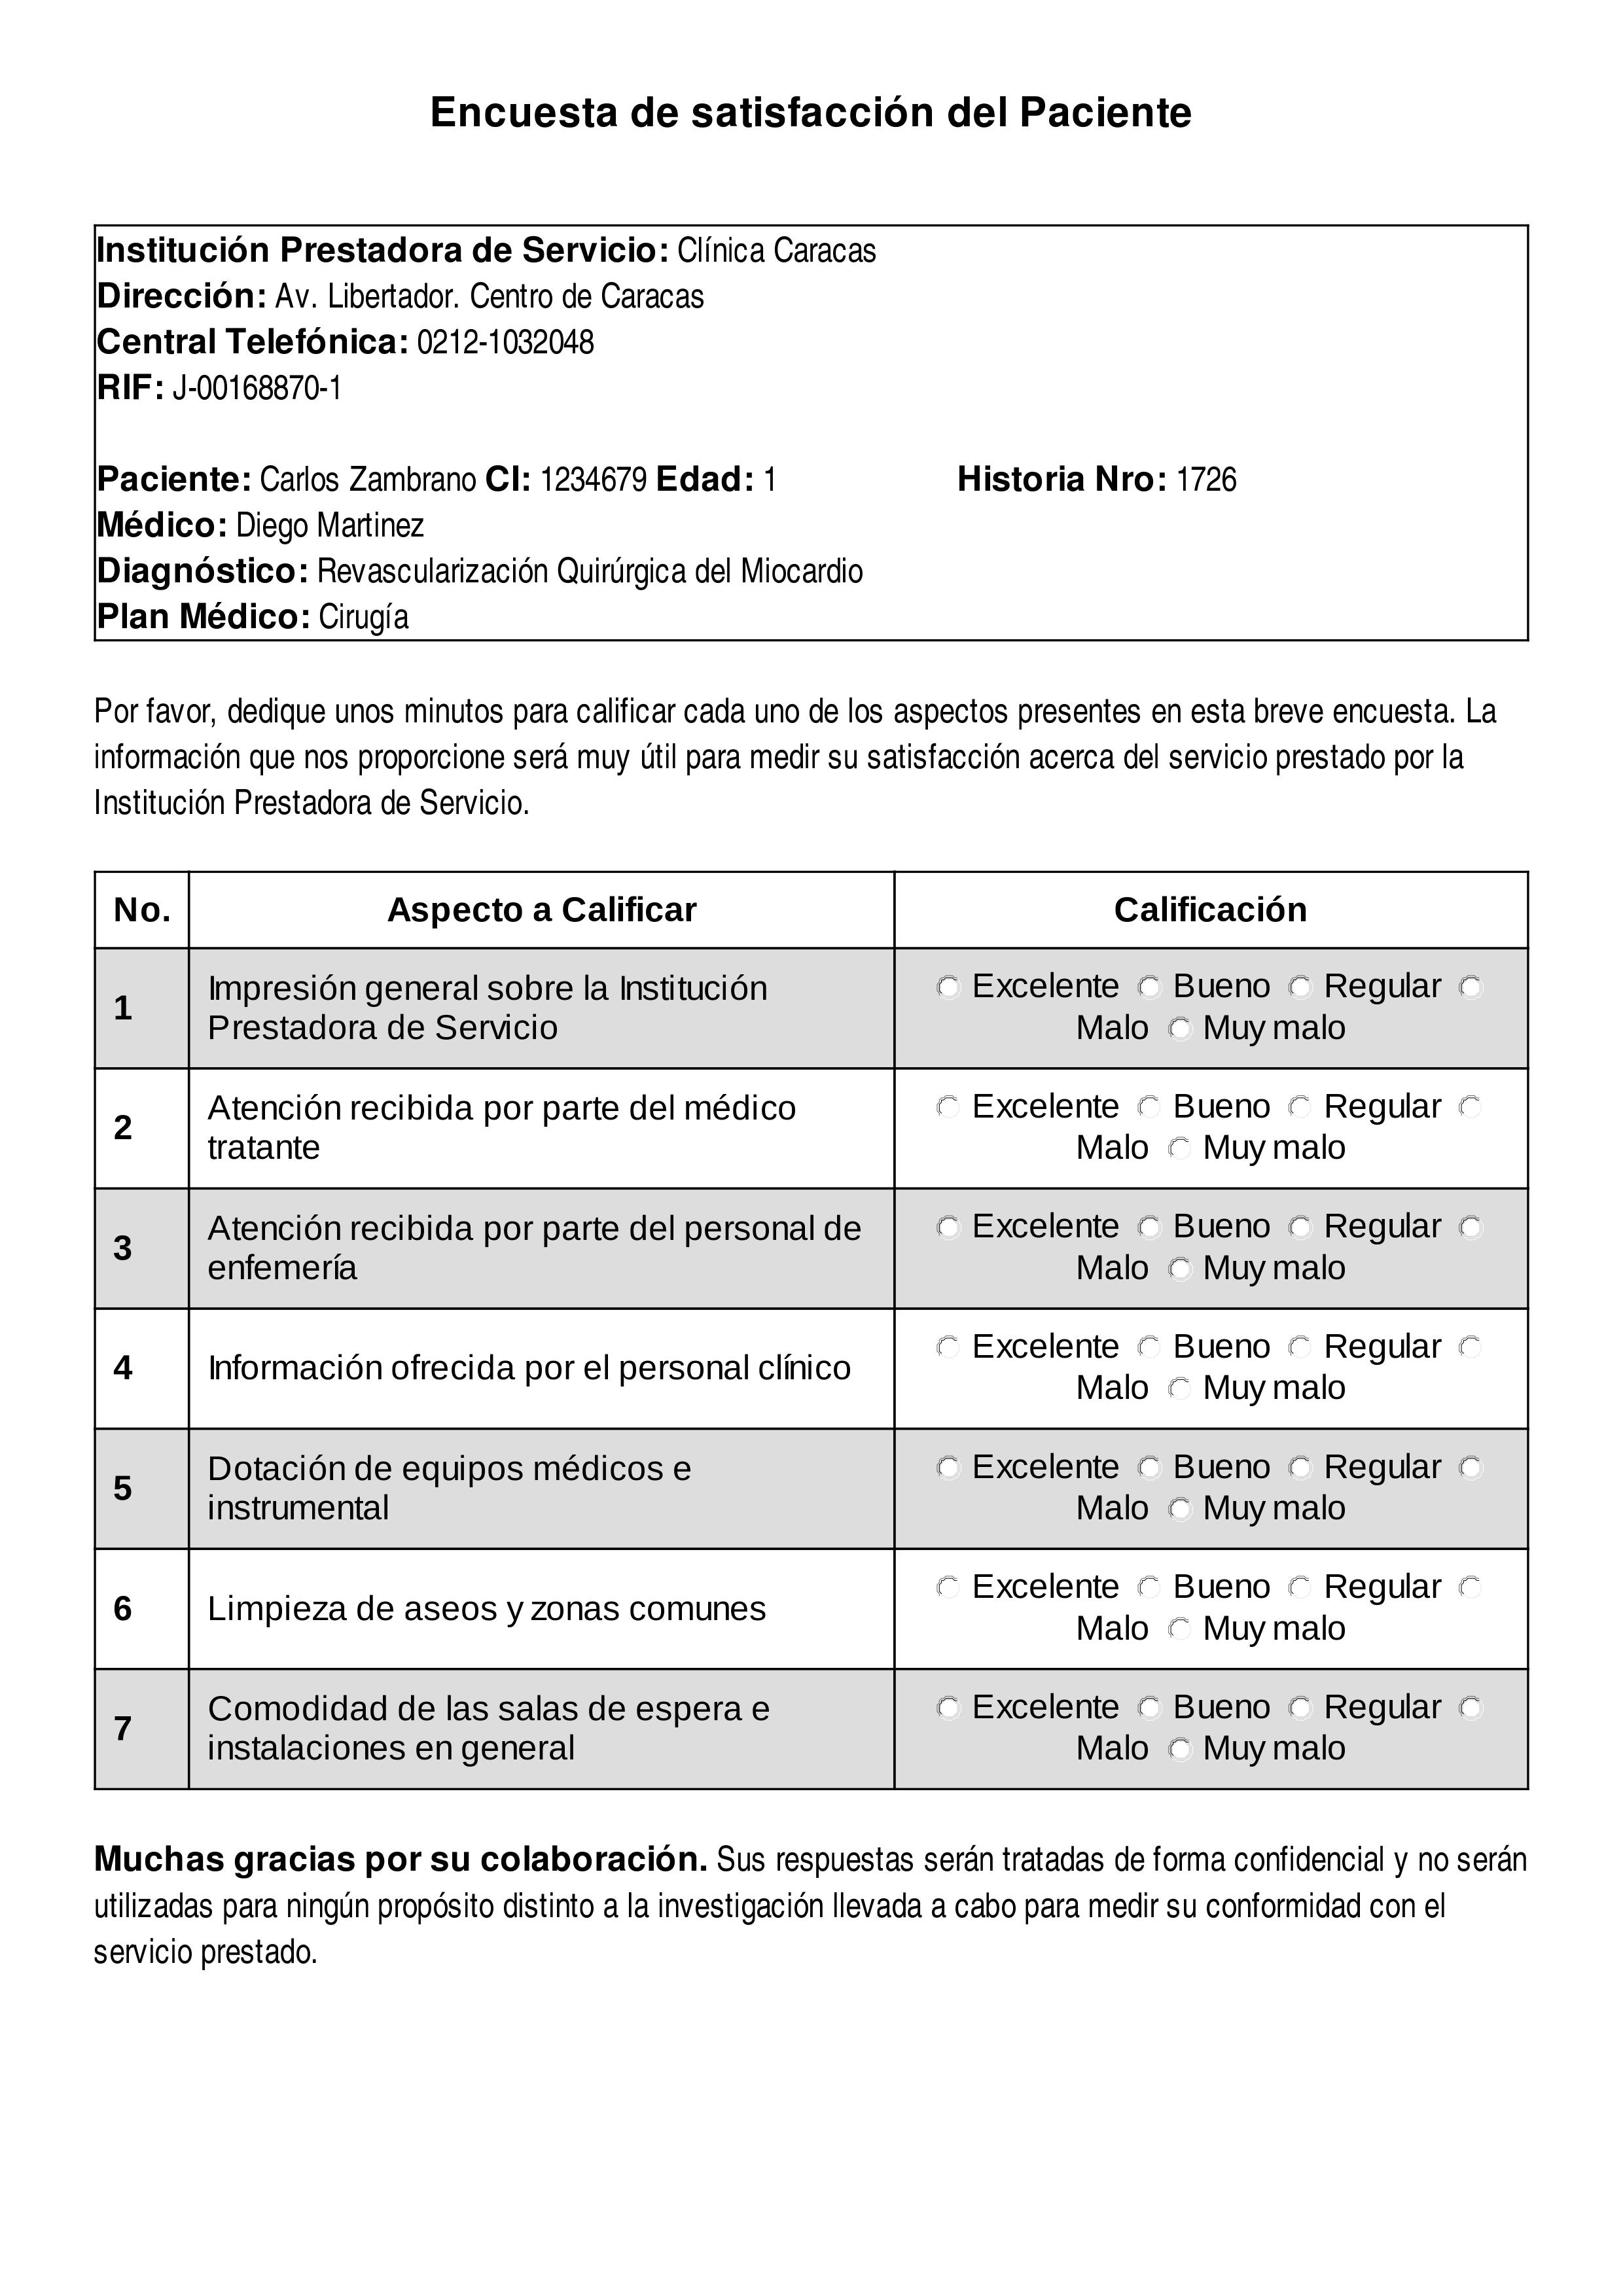 Encuesta de satisfacción del Paciente
Institución Prestadora de Servicio: Clínica Caracas
Dirección: Av. Libertador. Centro de Caracas
Central Telefónica: 0212-1032048
RIF: J-00168870-1
Paciente: Carlos Zambrano CI: 1234679 Edad: 1 Historia Nro: 1726
Médico: Diego Martinez
Diagnóstico: Revascularización Quirúrgica del Miocardio
Plan Médico: Cirugía
Por favor, dedique unos minutos para calificar cada uno de los aspectos presentes en esta breve encuesta. La
información que nos proporcione será muy útil para medir su satisfacción acerca del servicio prestado por la
Institución Prestadora de Servicio.
No. Aspecto a Calificar Calificación
1 Impresión general sobre la Institución
Prestadora de Servicio
Excelente Bueno Regular
Malo Muy malo
2 Atención recibida por parte del médico
tratante
Excelente Bueno Regular
Malo Muy malo
3 Atención recibida por parte del personal de
enfemería
Excelente Bueno Regular
Malo Muy malo
4 Información ofrecida por el personal clínico
Excelente Bueno Regular
Malo Muy malo
5 Dotación de equipos médicos e
instrumental
Excelente Bueno Regular
Malo Muy malo
6 Limpieza de aseos y zonas comunes
Excelente Bueno Regular
Malo Muy malo
7 Comodidad de las salas de espera e
instalaciones en general
Excelente Bueno Regular
Malo Muy malo
Muchas gracias por su colaboración. Sus respuestas serán tratadas de forma confidencial y no serán
utilizadas para ningún propósito distinto a la investigación llevada a cabo para medir su conformidad con el
servicio prestado.